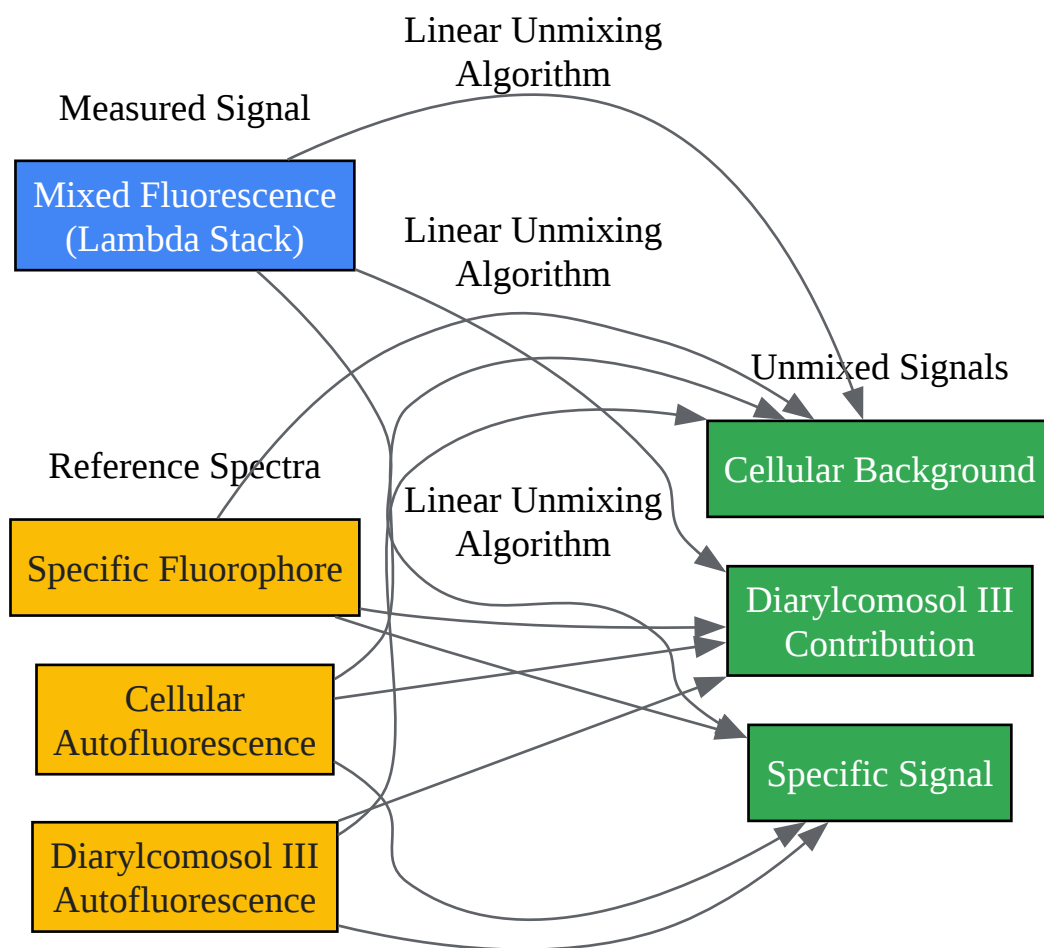 Linear Unmixing
Algorithm
Measured Signal
Mixed Fluorescence
(Lambda Stack)
Linear Unmixing
Algorithm
Unmixed Signals
Cellular Background
Reference Spectra
Linear Unmixing
Algorithm
Specific Fluorophore
Diarylcomosol III
Contribution
Cellular
Autofluorescence
Specific Signal
Diarylcomosol III
Autofluorescence